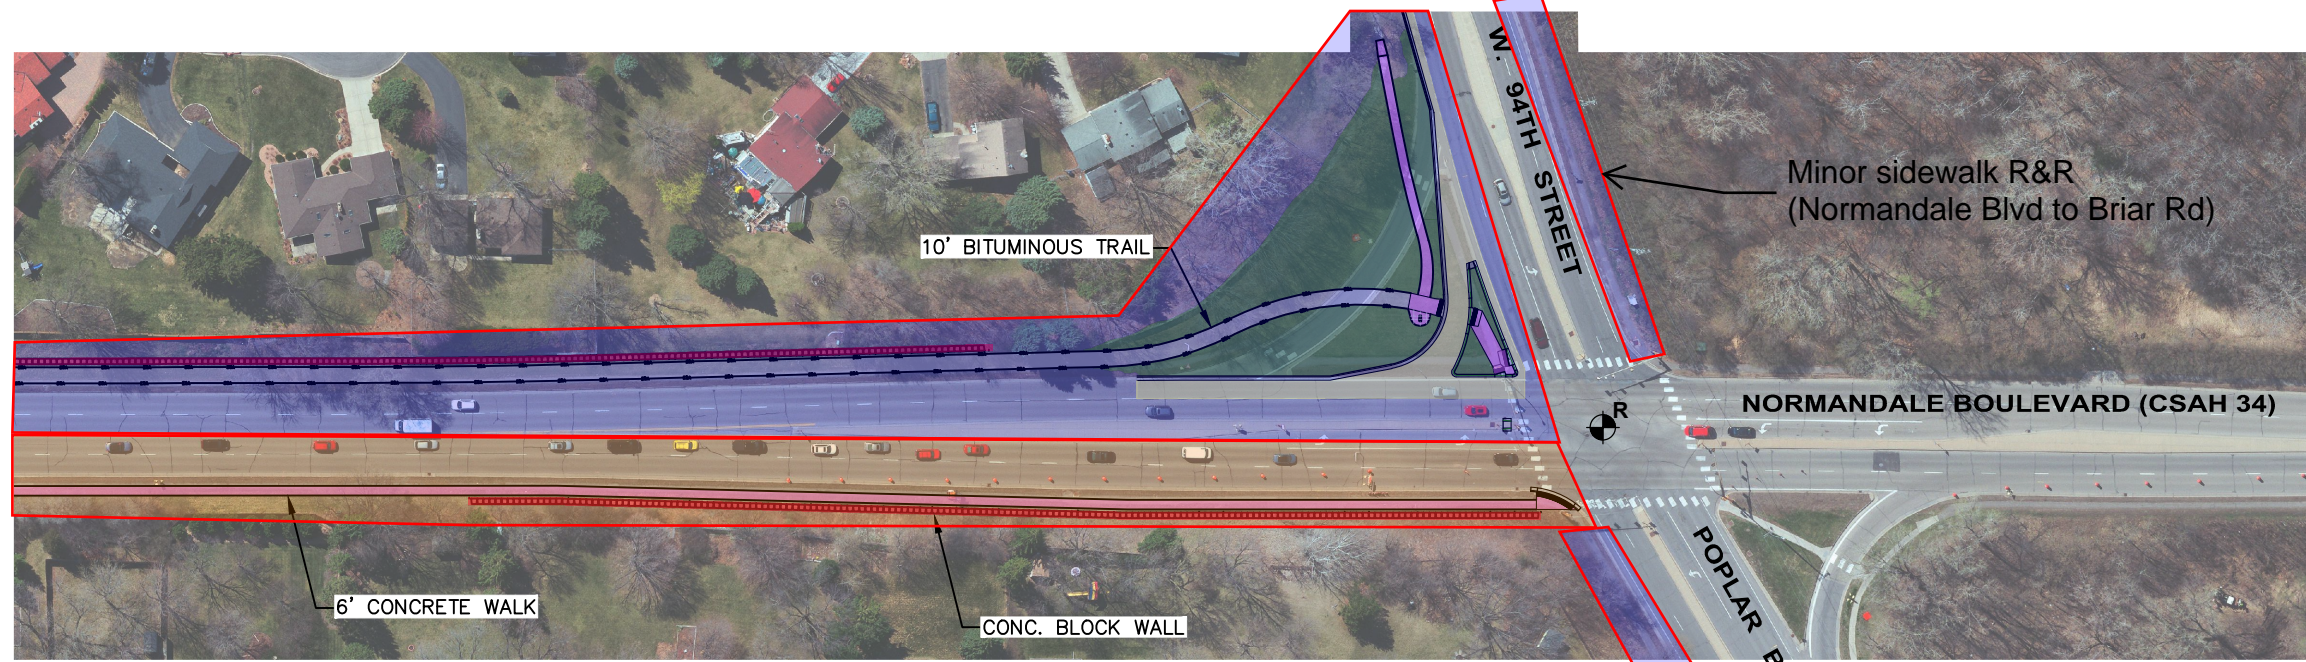 W. 94TH STREET
Minor sidewalk R&R
(Normandale Blvd to Briar Rd)
10' BITUMINOUS TRAIL
R
NORMANDALE BOULEVARD (CSAH 34)
6' CONCRETE WALK
CONC. BLOCK WALL
POPLAR B